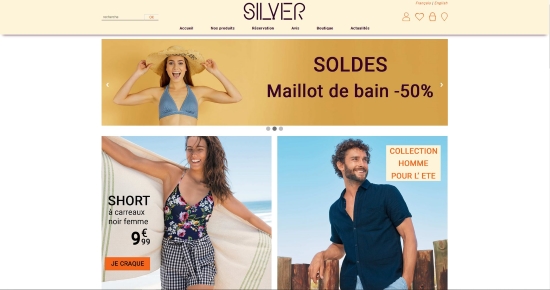 Français | English
SILVER
recherche
OK
Accueil Nos produits Réservation Avis Boutique Actualités
SOLDES
Maillot de bain -50%
SHORT
à carreaux
noir femme
9€99
JE CRAQUE
COLLECTION
HOMME
POUR L' ETE